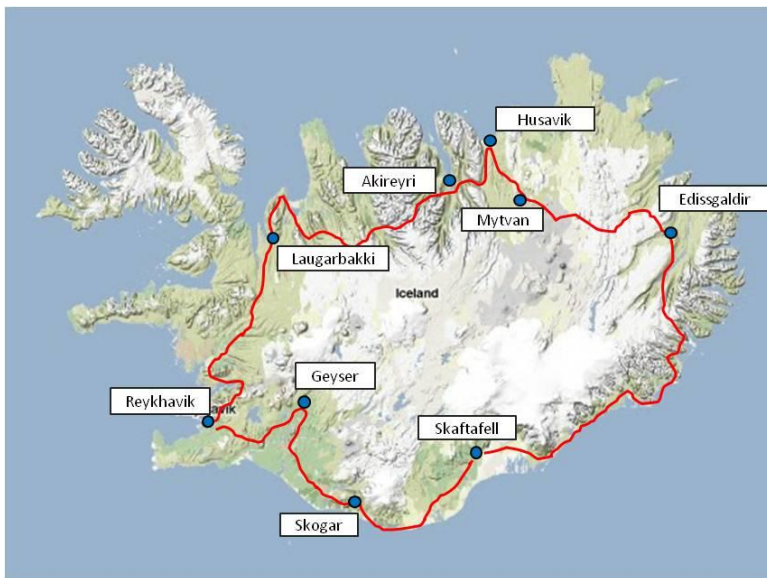 Husavik
Akireyri
Mytvan
Edissgaldir
Laugarbakki
Iceland
Geyser
Reykhavik
Skaftafell
Skogar